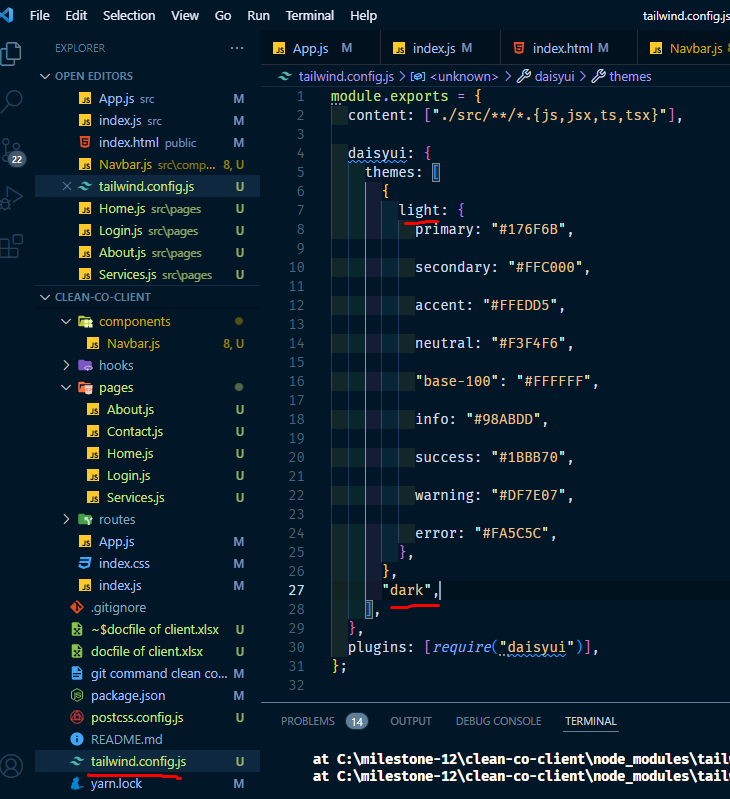 File Edit Selection View Go Run Terminal Help tailwind.config.js
EXPLORER ...
App.js M index.js M index.html M Navbar.js
OPEN EDITORS
App.js src M
index.js src M
index.html public M
Navbar.js src\comp... 8, U
tailwind.config.js U
Home.js src\pages U
Login.js src\pages U
About.js src\pages U
Services.js src\pages U
CLEAN-CO-CLIENT
components
Navbar.js 8, U
hooks
pages
About.js U
Contact.js U
Home.js U
Login.js U
Services.js U
routes
App.js M
index.css M
index.js M
.gitignore
~$docfile of client.xlsx U
docfile of client.xlsx U
git command clean co... M
package.json M
postcss.config.js U
README.md
tailwind.config.js U
yarn.lock M
22
tailwind.config.js > <unknown> > daisyui > themes
1 module.exports = {
2 content: ["./src/**/*.{js,jsx,ts,tsx}"],
3
4 daisyui: {
5 themes: [
6 {
7 light: {
8 primary: "#176F6B",
9
10 secondary: "#FFC000",
11
12 accent: "#FFEDD5",
13
14 neutral: "#F3F4F6",
15
16 "base-100": "#FFFFFF",
17
18 info: "#98ABDD",
19
20 success: "#1BBB70",
21
22 warning: "#DF7E07",
23
24 error: "#FA5C5C",
25 },
26 },
27 "dark",
28 ],
29 },
30 plugins: [require("daisyui")],
31 };
32
PROBLEMS 14 OUTPUT DEBUG CONSOLE TERMINAL
at C:\milestone-12\clean-co-client\node_modules\tail
at C:\milestone-12\clean-co-client\node_modules\tail